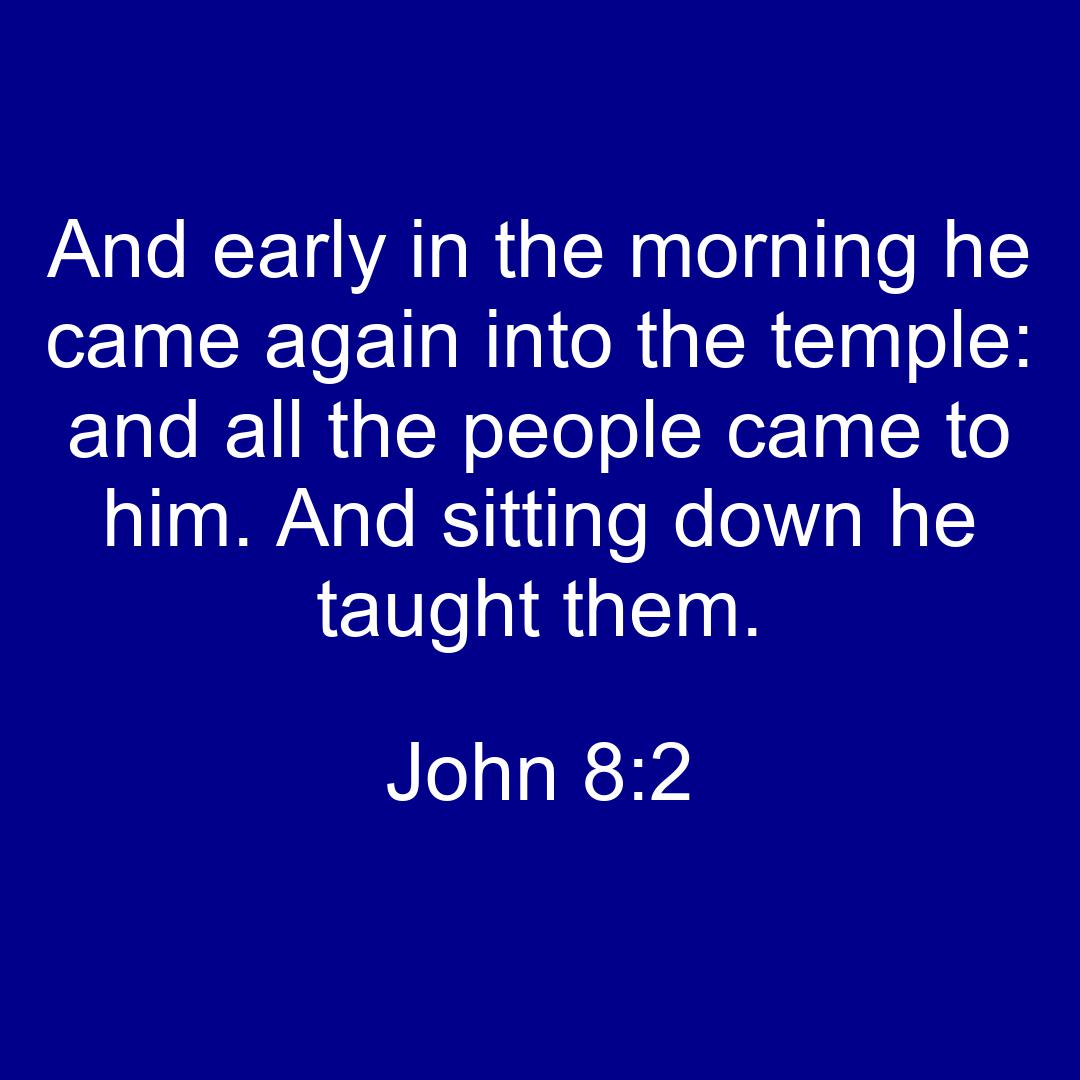 And early in the morning he
came again into the temple:
and all the people came to
him. And sitting down he
taught them.
John 8:2